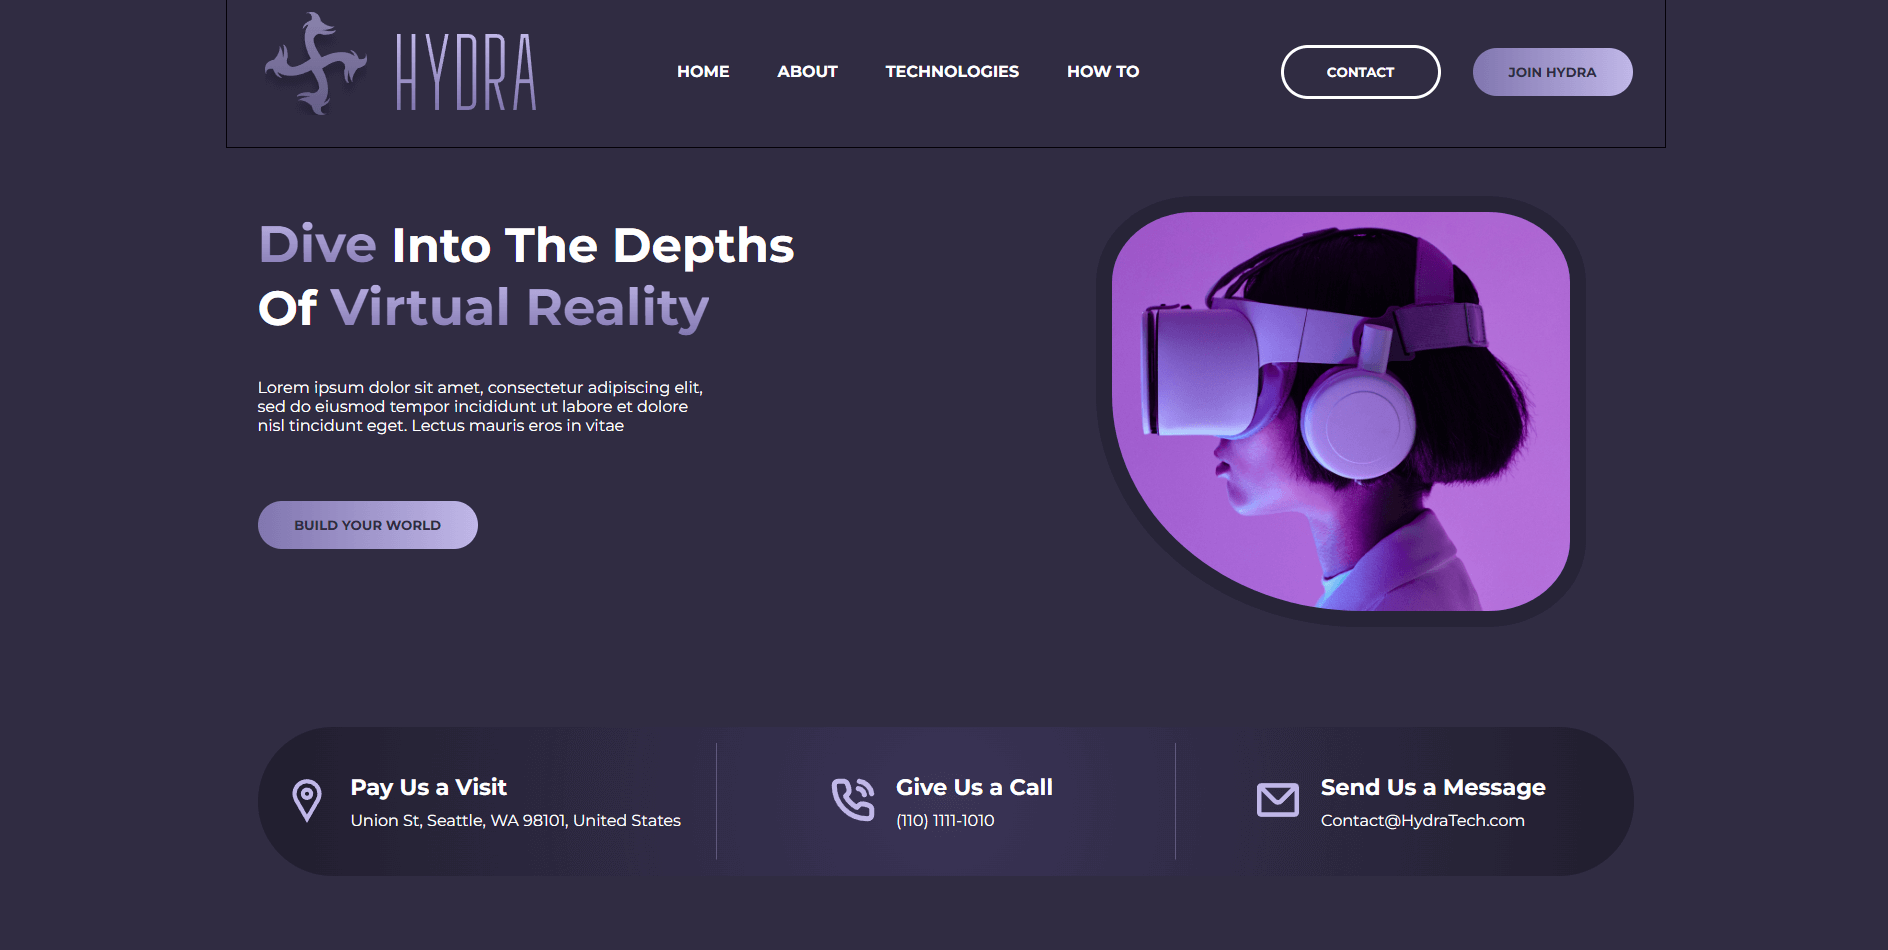 HYDRA
HOME
ABOUT
TECHNOLOGIES
HOW TO
CONTACT
JOIN HYDRA
Dive Into The Depths
Of Virtual Reality
Lorem ipsum dolor sit amet, consectetur adipiscing elit,
sed do eiusmod tempor incididunt ut labore et dolore
nisl tincidunt eget. Lectus mauris eros in vitae
BUILD YOUR WORLD
Pay Us a Visit
Union St, Seattle, WA 98101, United States
Give Us a Call
(110) 1111-1010
Send Us a Message
Contact@HydraTech.com